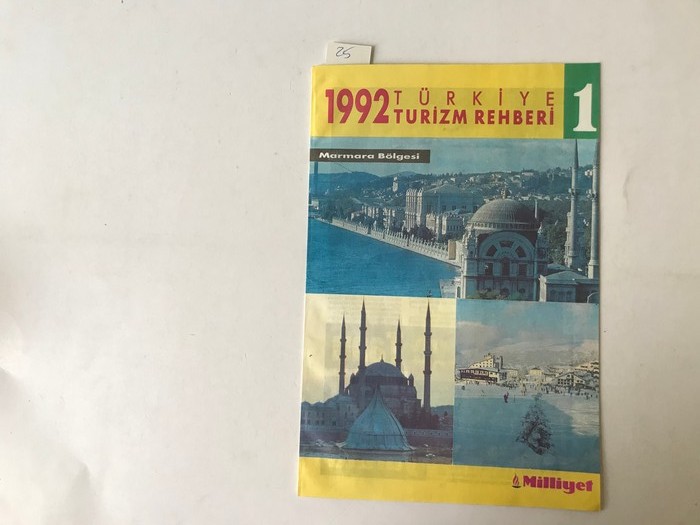 25
1992 TÜRKİYE
TURİZM REHBERİ
1
Marmara Bölgesi
Milliyet